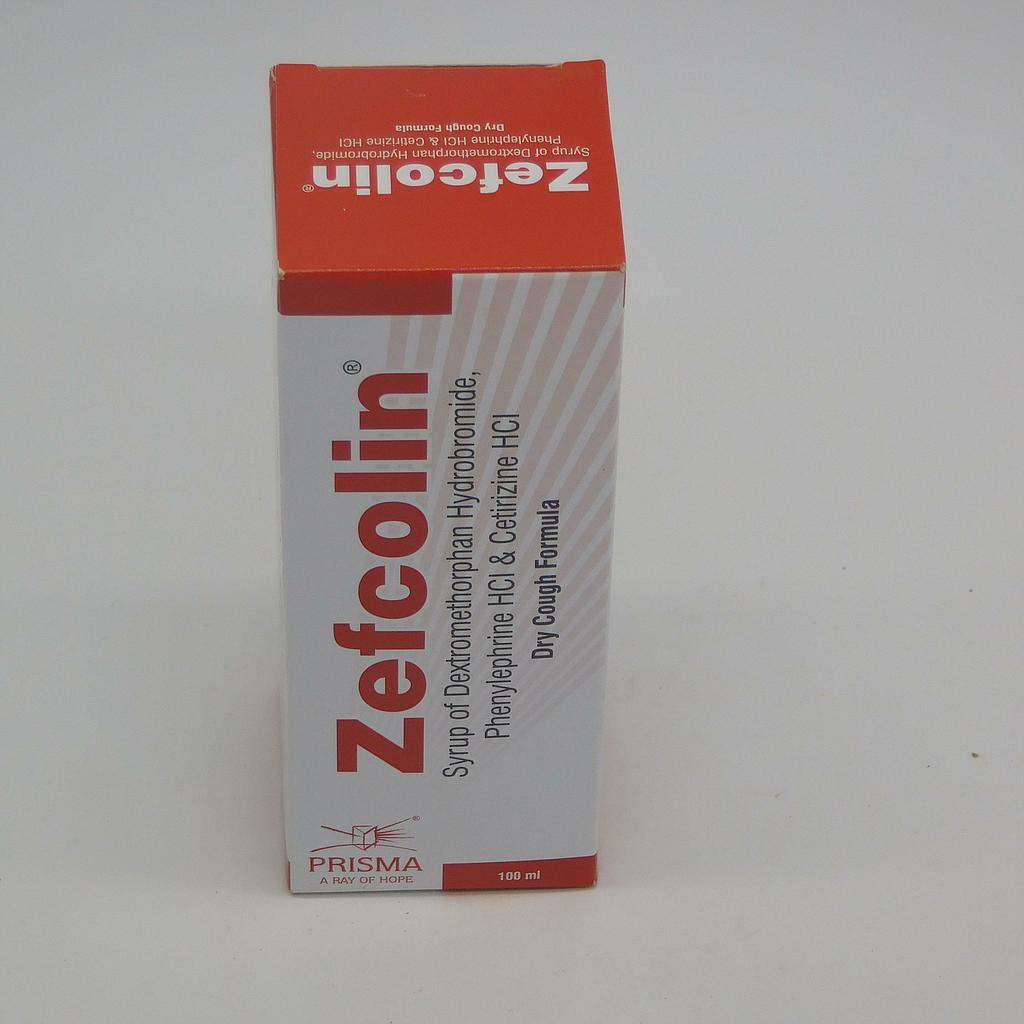 Zefcolin®
Syrup of Dextromethorphan Hydrobromide,
Phenylephrine HCl & Cetirizine HCl
Dry Cough Formula
Zefcolin®
Syrup of Dextromethorphan Hydrobromide,
Phenylephrine HCl & Cetirizine HCl
Dry Cough Formula
®
PRISMA
A RAY OF HOPE
100 ml